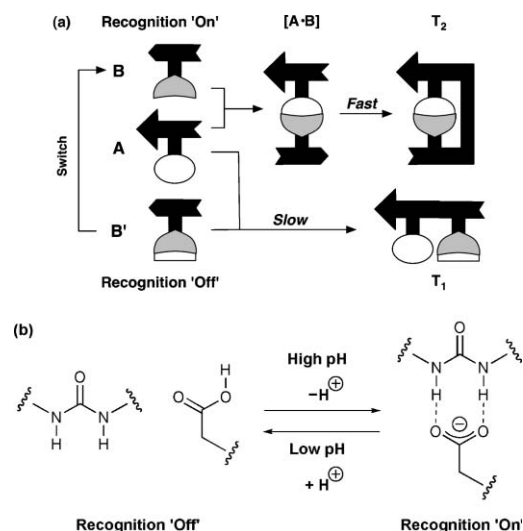 (a)
Recognition 'On'
[A·B]
T2
B
Fast
Switch
A
Slow
B'
Recognition 'Off'
T1
(b)
O
N
N
H
H
H
O
O
High pH
−H⊕
Low pH
+ H⊕
O
N
N
H
H
O
⊖
O
Recognition 'Off'
Recognition 'On'